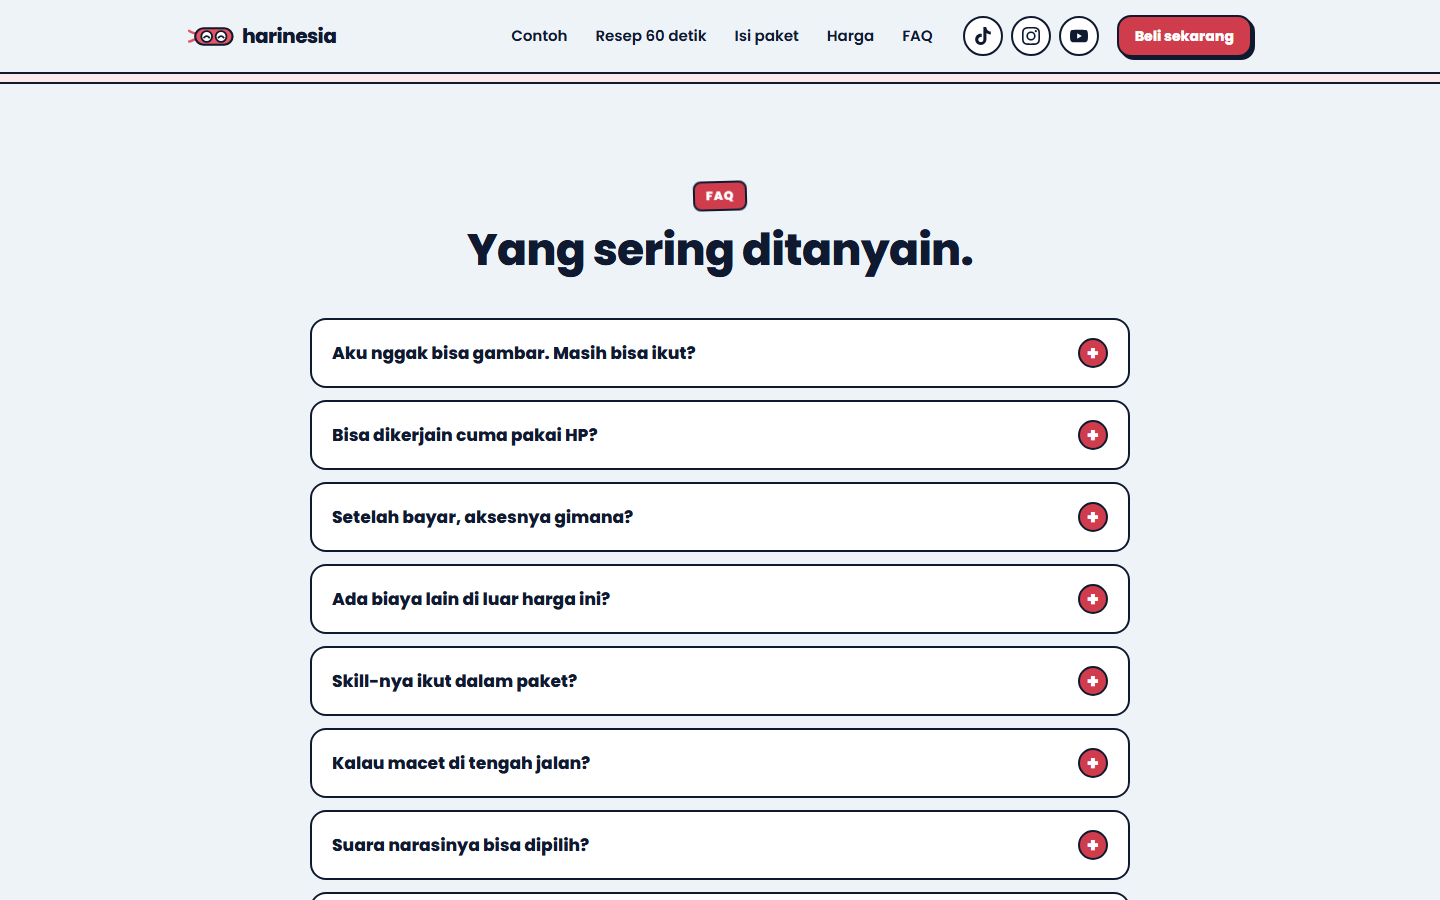 harinesia
Contoh
Resep 60 detik
Isi paket
Harga
FAQ
Beli sekarang
FAQ
Yang sering ditanyain.
Aku nggak bisa gambar. Masih bisa ikut?
Bisa dikerjain cuma pakai HP?
Setelah bayar, aksesnya gimana?
Ada biaya lain di luar harga ini?
Skill-nya ikut dalam paket?
Kalau macet di tengah jalan?
Suara narasinya bisa dipilih?